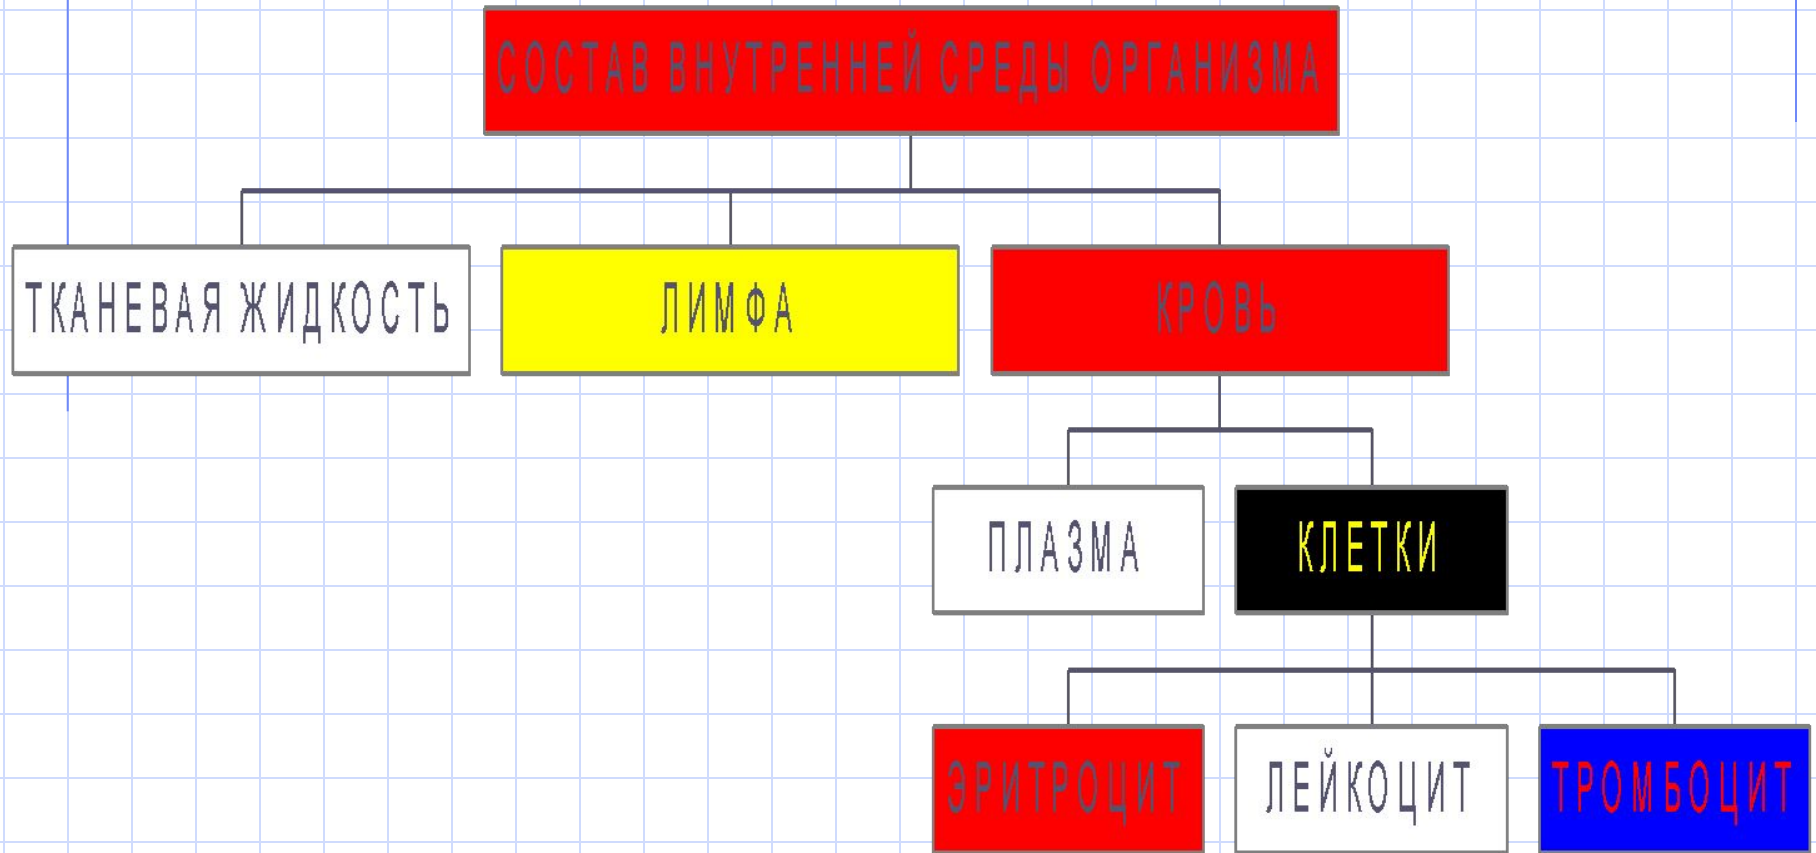 СОСТАВ ВНУТРЕННЕЙ СРЕДЫ ОРГАНИЗМА
ТКАНЕВАЯ ЖИДКОСТЬ
ЛИМФА
КРОВЬ
ПЛАЗМА
КЛЕТКИ
ЭРИТРОЦИТ
ЛЕЙКОЦИТ
ТРОМБОЦИТ